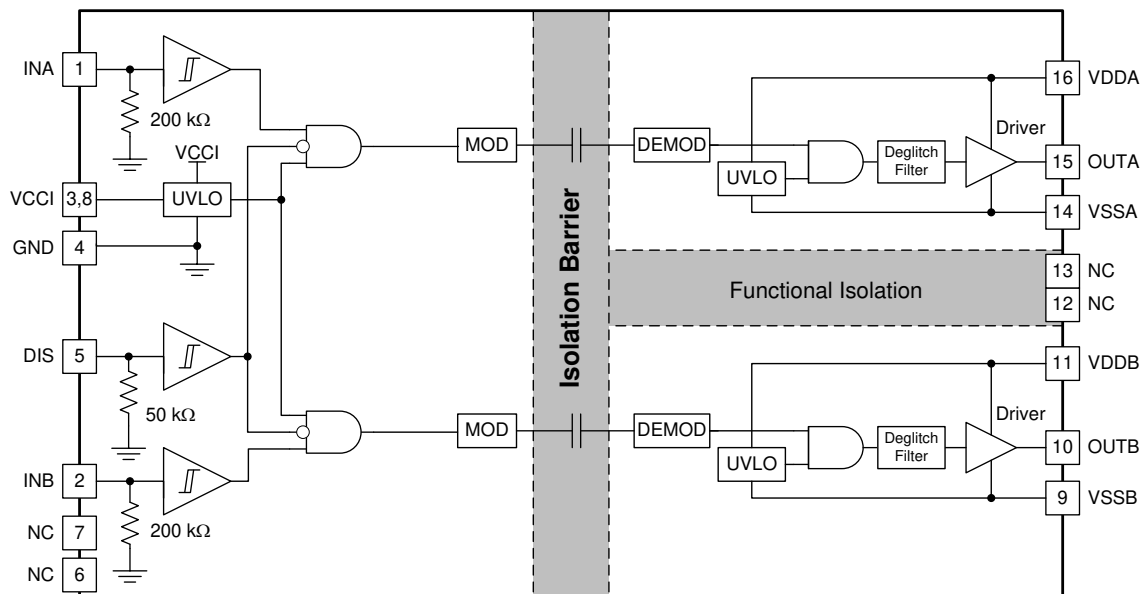 INA 1
200 kΩ
VCCI
VCCI 3,8 UVLO
GND 4
DIS 5
50 kΩ
INB 2
200 kΩ
NC 7
NC 6
MOD
MOD
Isolation Barrier
DEMOD
UVLO
Deglitch
Filter
Driver
16 VDDA
15 OUTA
14 VSSA
13 NC
12 NC
Functional Isolation
DEMOD
UVLO
Deglitch
Filter
Driver
11 VDDB
10 OUTB
9 VSSB